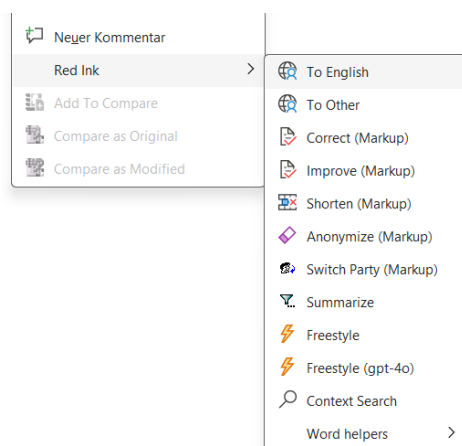 Neuer Kommentar
Red Ink
Add To Compare
Compare as Original
Compare as Modified
To English
To Other
Correct (Markup)
Improve (Markup)
Shorten (Markup)
Anonymize (Markup)
Switch Party (Markup)
Summarize
Freestyle
Freestyle (gpt-4o)
Context Search
Word helpers